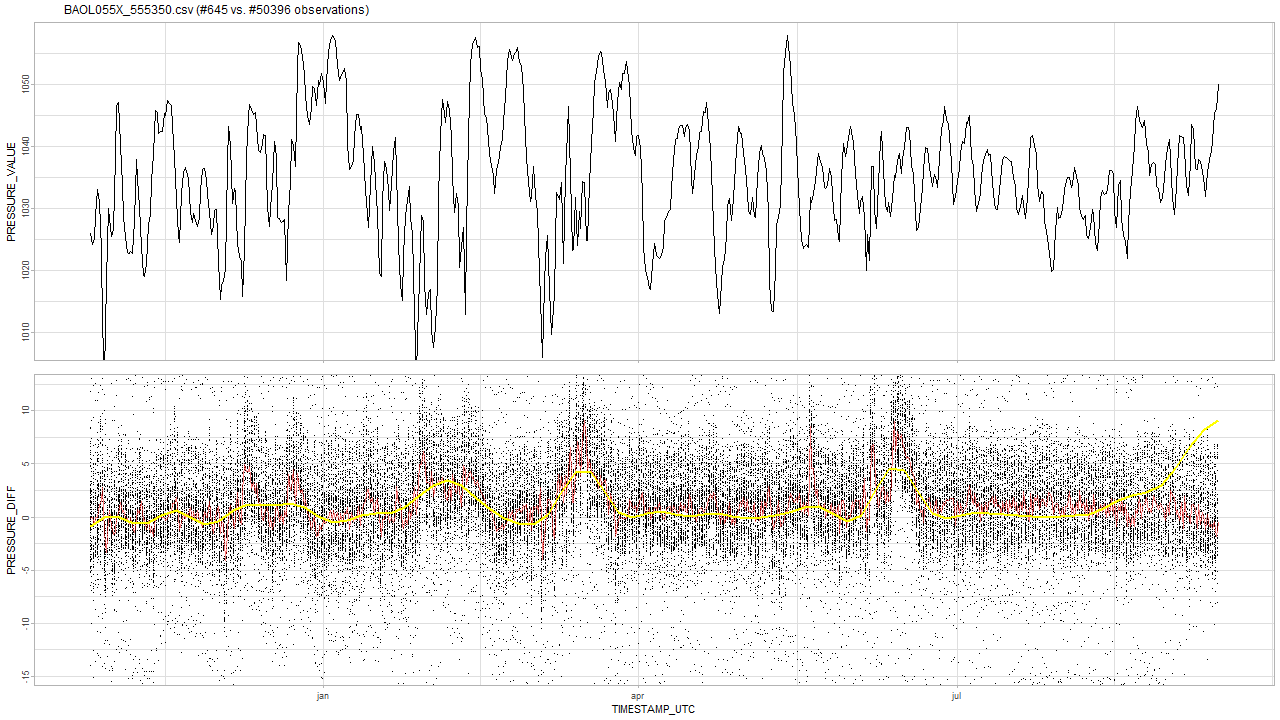 BAOL055X_555350.csv (#645 vs. #50396 observations)
PRESSURE_VALUE
1050
1040
1030
1020
1010
PRESSURE_DIFF
10
5
0
-5
-10
-15
jan
apr
jul
TIMESTAMP_UTC